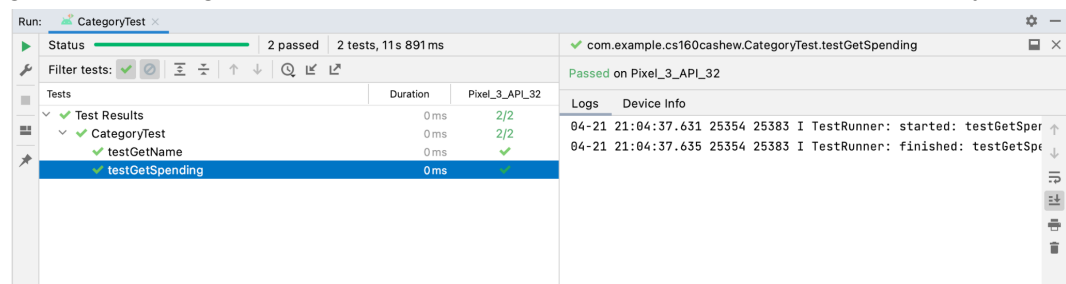 Run: CategoryTest
Status 2 passed 2 tests, 11 s 891 ms
Filter tests:
Tests Duration Pixel_3_API_32
Test Results 0 ms 2/2
CategoryTest 0 ms 2/2
testGetName 0 ms
testGetSpending 0 ms
com.example.cs160cashew.CategoryTest.testGetSpending
Passed on Pixel_3_API_32
Logs Device Info
04-21 21:04:37.631 25354 25383 I TestRunner: started: testGetSper
04-21 21:04:37.635 25354 25383 I TestRunner: finished: testGetSpe